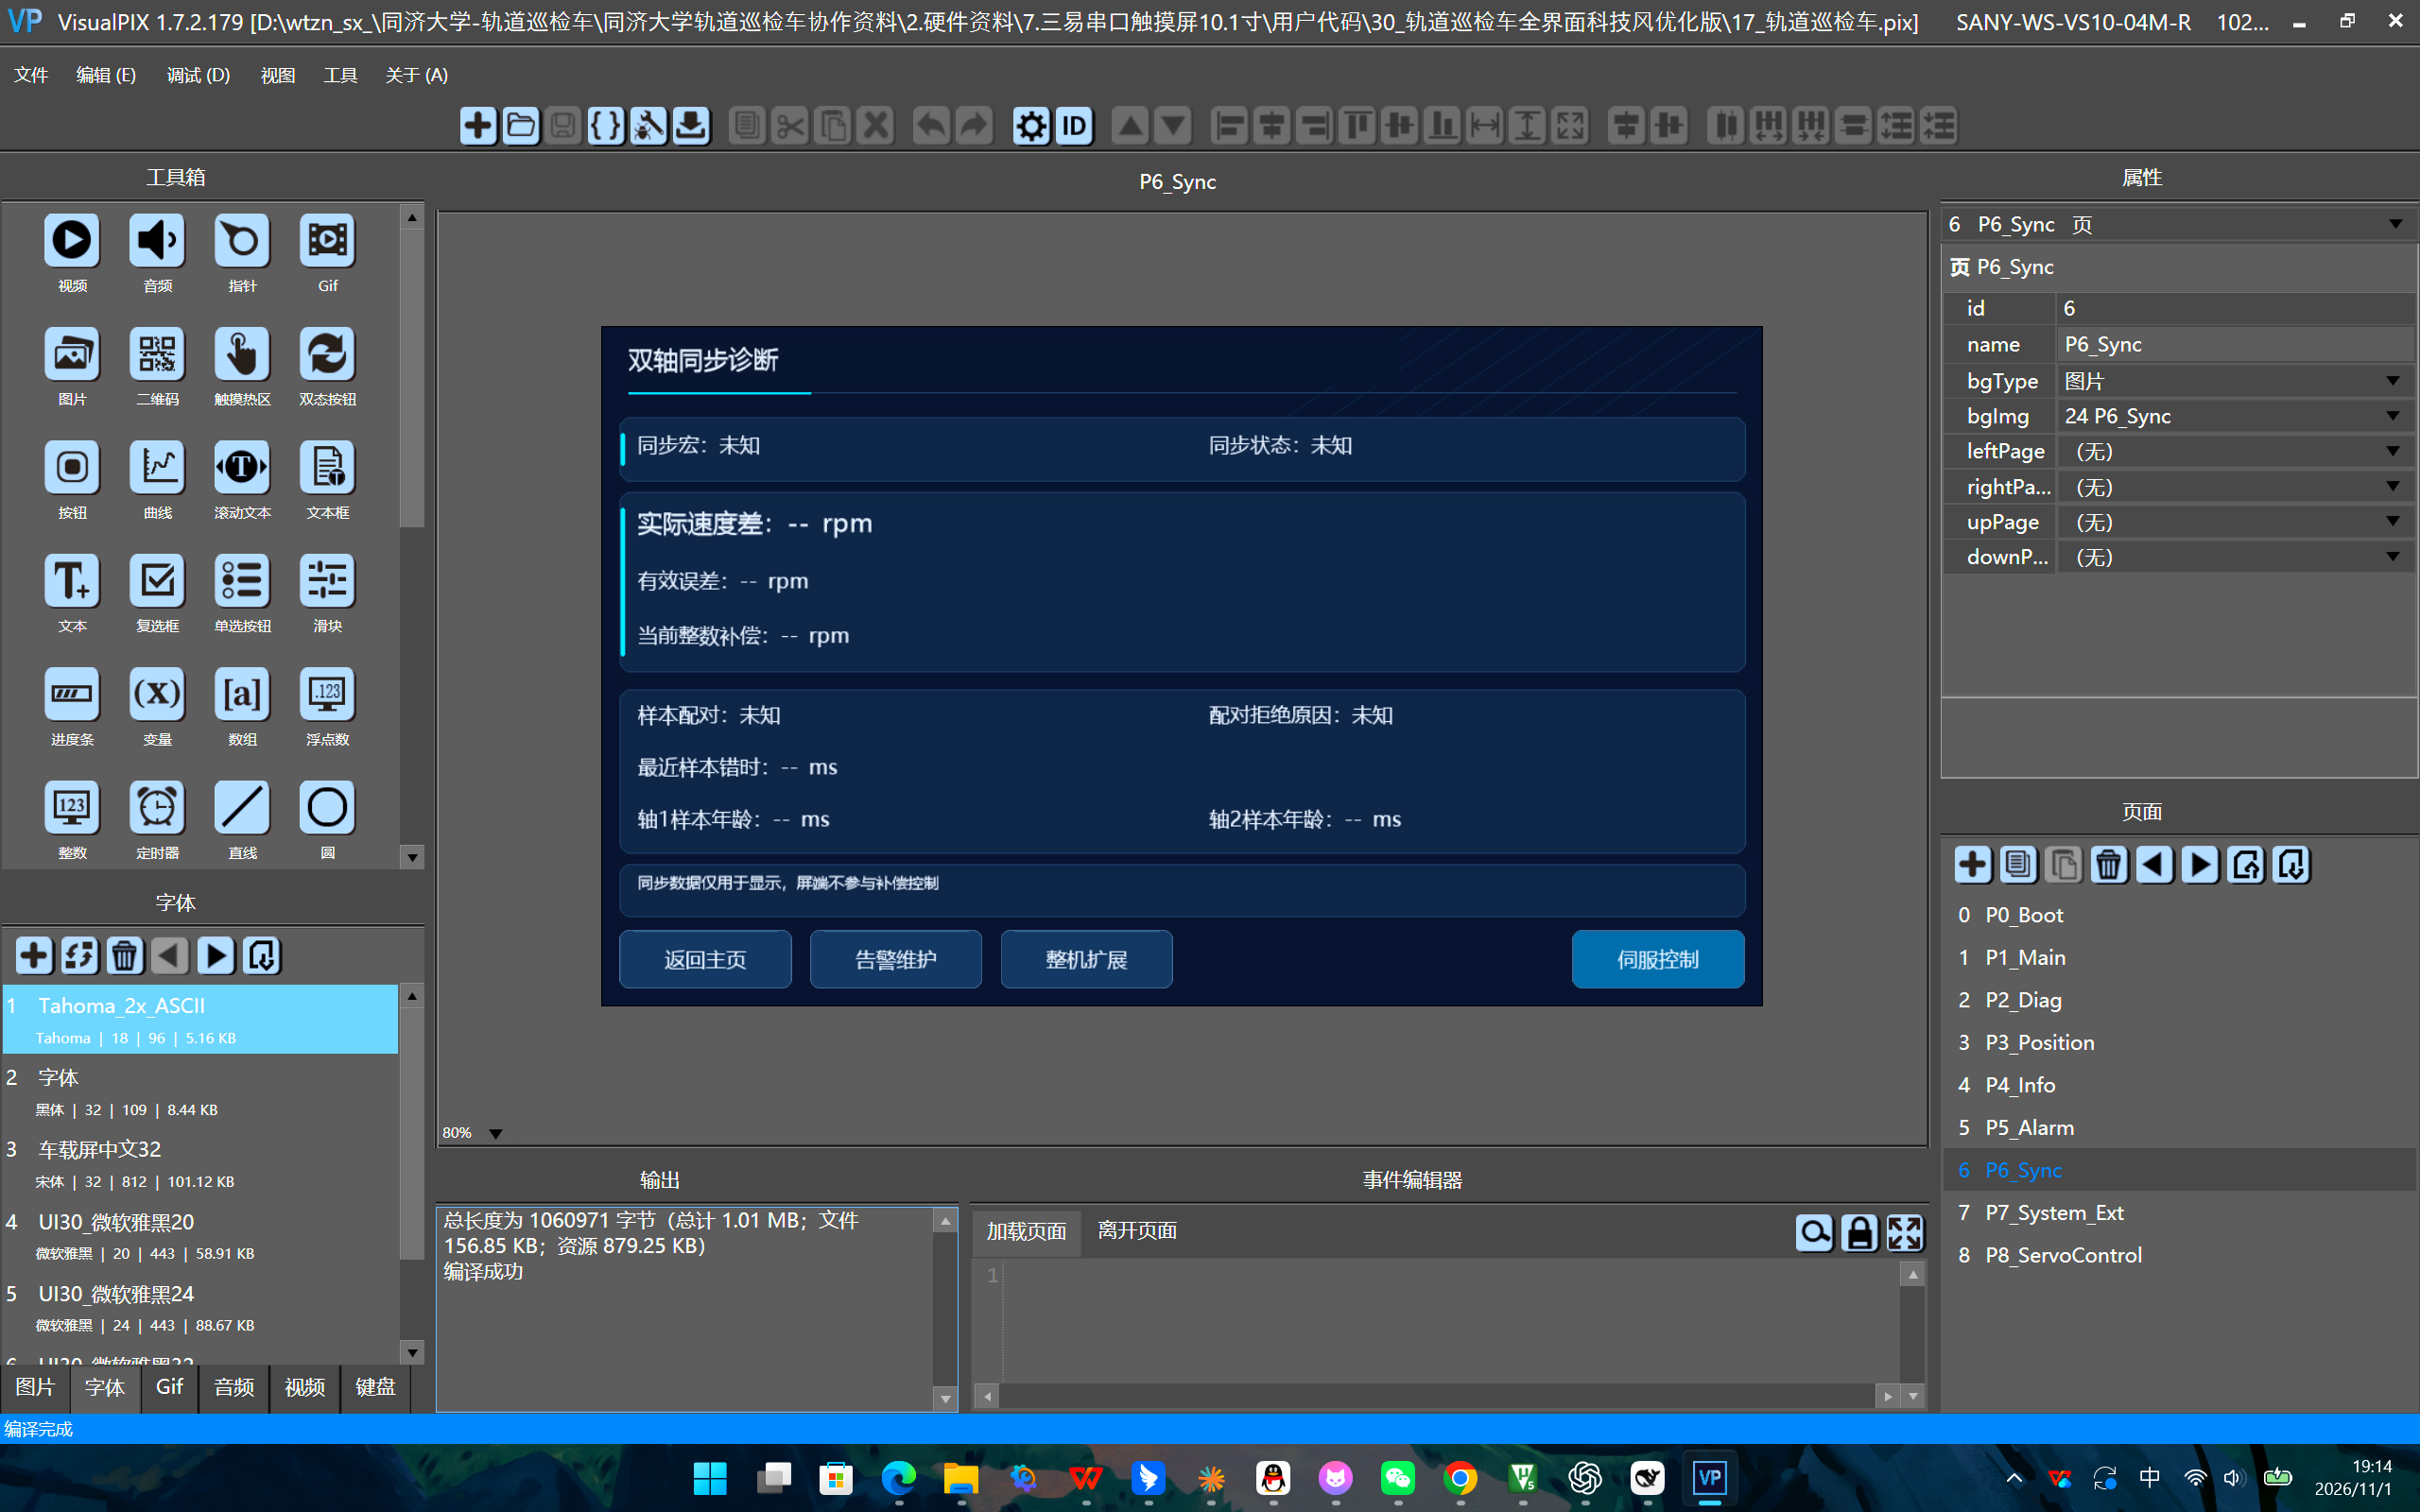 VP VisualPIX 1.7.2.179 [D:\wtzn_sx_\同济大学-轨道巡检车\同济大学轨道巡检车协作资料\2.硬件资料\7.三易串口触摸屏10.1寸\用户代码\30_轨道巡检车全界面科技风优化版\17_轨道巡检车.pix] SANY-WS-VS10-04M-R 102...
文件 编辑 (E) 调试 (D) 视图 工具 关于 (A)
{} ID
工具箱
视频 音频 指针 Gif
图片 二维码 触摸热区 双态按钮
按钮 曲线 滚动文本 文本框
文本 复选框 单选按钮 滑块
进度条 变量 数组 浮点数
整数 定时器 直线 圆
字体
1 Tahoma_2x_ASCII
Tahoma | 18 | 96 | 5.16 KB
2 字体
黑体 | 32 | 109 | 8.44 KB
3 车载屏中文32
宋体 | 32 | 812 | 101.12 KB
4 UI30_微软雅黑20
微软雅黑 | 20 | 443 | 58.91 KB
5 UI30_微软雅黑24
微软雅黑 | 24 | 443 | 88.67 KB
图片 字体 Gif 音频 视频 键盘
编译完成
P6_Sync
双轴同步诊断
同步宏：未知 同步状态：未知
实际速度差：-- rpm
有效误差：-- rpm
当前整数补偿：-- rpm
样本配对：未知 配对拒绝原因：未知
最近样本错时：-- ms
轴1样本年龄：-- ms 轴2样本年龄：-- ms
同步数据仅用于显示，屏端不参与补偿控制
返回主页 告警维护 整机扩展 伺服控制
80%
输出
总长度为 1060971 字节（总计 1.01 MB；文件
156.85 KB；资源 879.25 KB）
编译成功
事件编辑器
加载页面 离开页面
1
属性
6 P6_Sync 页
页 P6_Sync
id 6
name P6_Sync
bgType 图片
bgImg 24 P6_Sync
leftPage （无）
rightPa... （无）
upPage （无）
downP... （无）
页面
0 P0_Boot
1 P1_Main
2 P2_Diag
3 P3_Position
4 P4_Info
5 P5_Alarm
6 P6_Sync
7 P7_System_Ext
8 P8_ServoControl
VP
中
19:14
2026/11/1